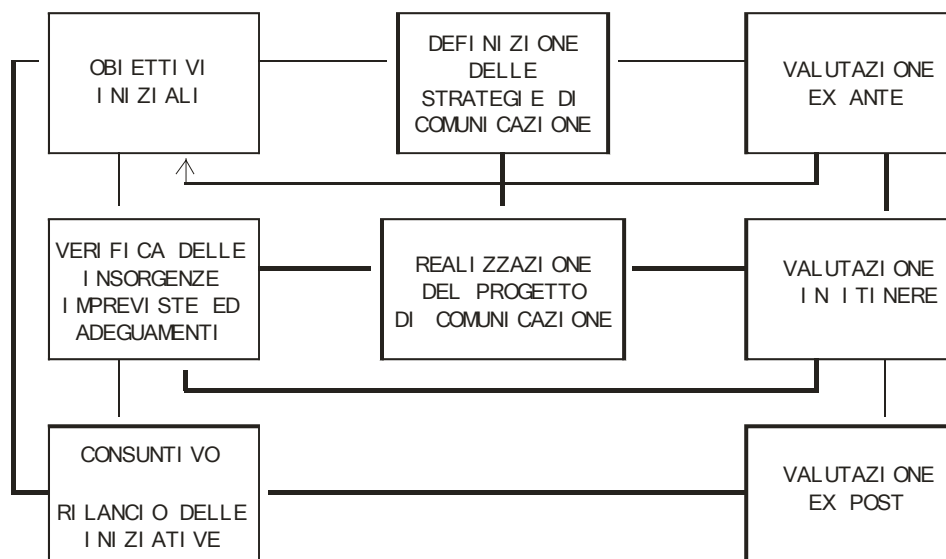 OBIETTIVI
INIZIALI
DEFINIZIONE
DELLE
STRATEGIE DI
COMUNICAZIONE
VALUTAZIONE
EX ANTE
VERIFICA DELLE
INSORGENZE
IMPREVISTE ED
ADEGUAMENTI
REALIZZAZIONE
DEL PROGETTO
DI COMUNICAZIONE
VALUTAZIONE
IN ITINERE
CONSUNTIVO
RILANCIO DELLE
INIZIATIVE
VALUTAZIONE
EX POST